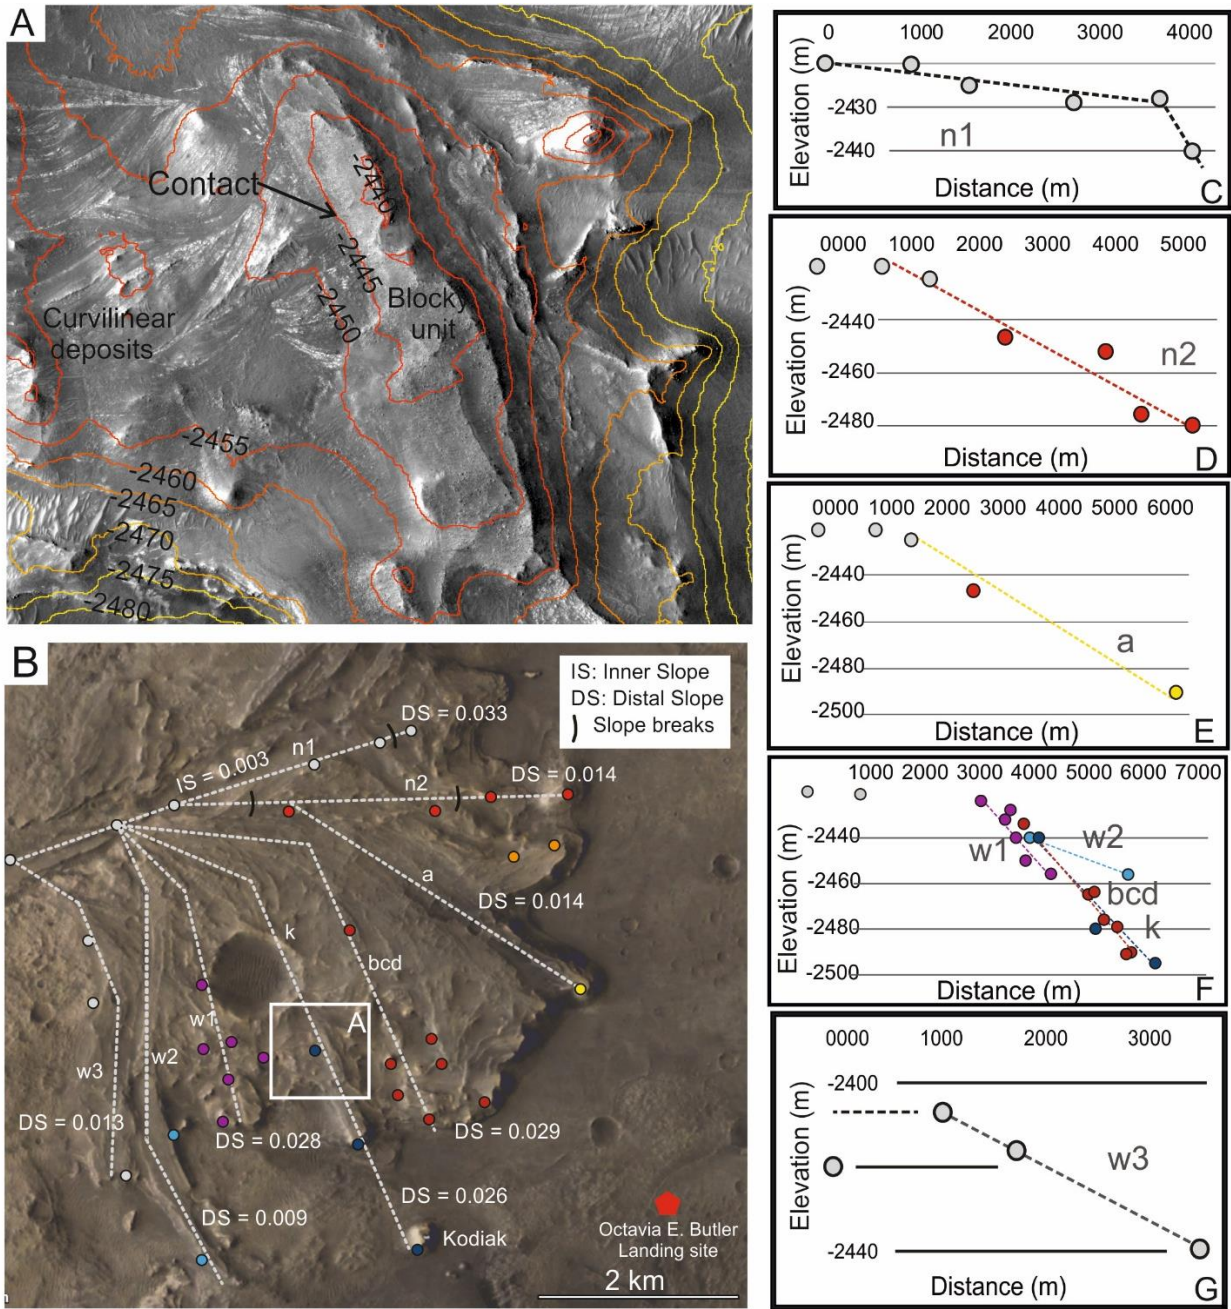 A
Contact
-2440
-2445
-2450
Blocky
unit
Curvilinear
deposits
-2455
-2460
-2465
-2470
-2475
-2480
B
IS: Inner Slope
DS: Distal Slope
) Slope breaks
DS = 0.033
n1
IS = 0.003
n2
DS = 0.014
a
DS = 0.014
k
bcd
A
w1
w2
w3
DS = 0.013
DS = 0.028
DS = 0.029
DS = 0.026
DS = 0.009
Kodiak
Octavia E. Butler
Landing site
2 km
0 1000 2000 3000 4000
Elevation (m)
-2430
n1
-2440
Distance (m)
C
0000 1000 2000 3000 4000 5000
Elevation (m)
-2440
n2
-2460
-2480
Distance (m)
D
0000 1000 2000 3000 4000 5000 6000
Elevation (m)
-2440
-2460
a
-2480
-2500
Distance (m)
E
1000 2000 3000 4000 5000 6000 7000
Elevation (m)
-2440
w1
w2
-2460
bcd
-2480
k
-2500
Distance (m)
F
0000 1000 2000 3000
Elevation (m)
-2400
w3
-2440
Distance (m)
G